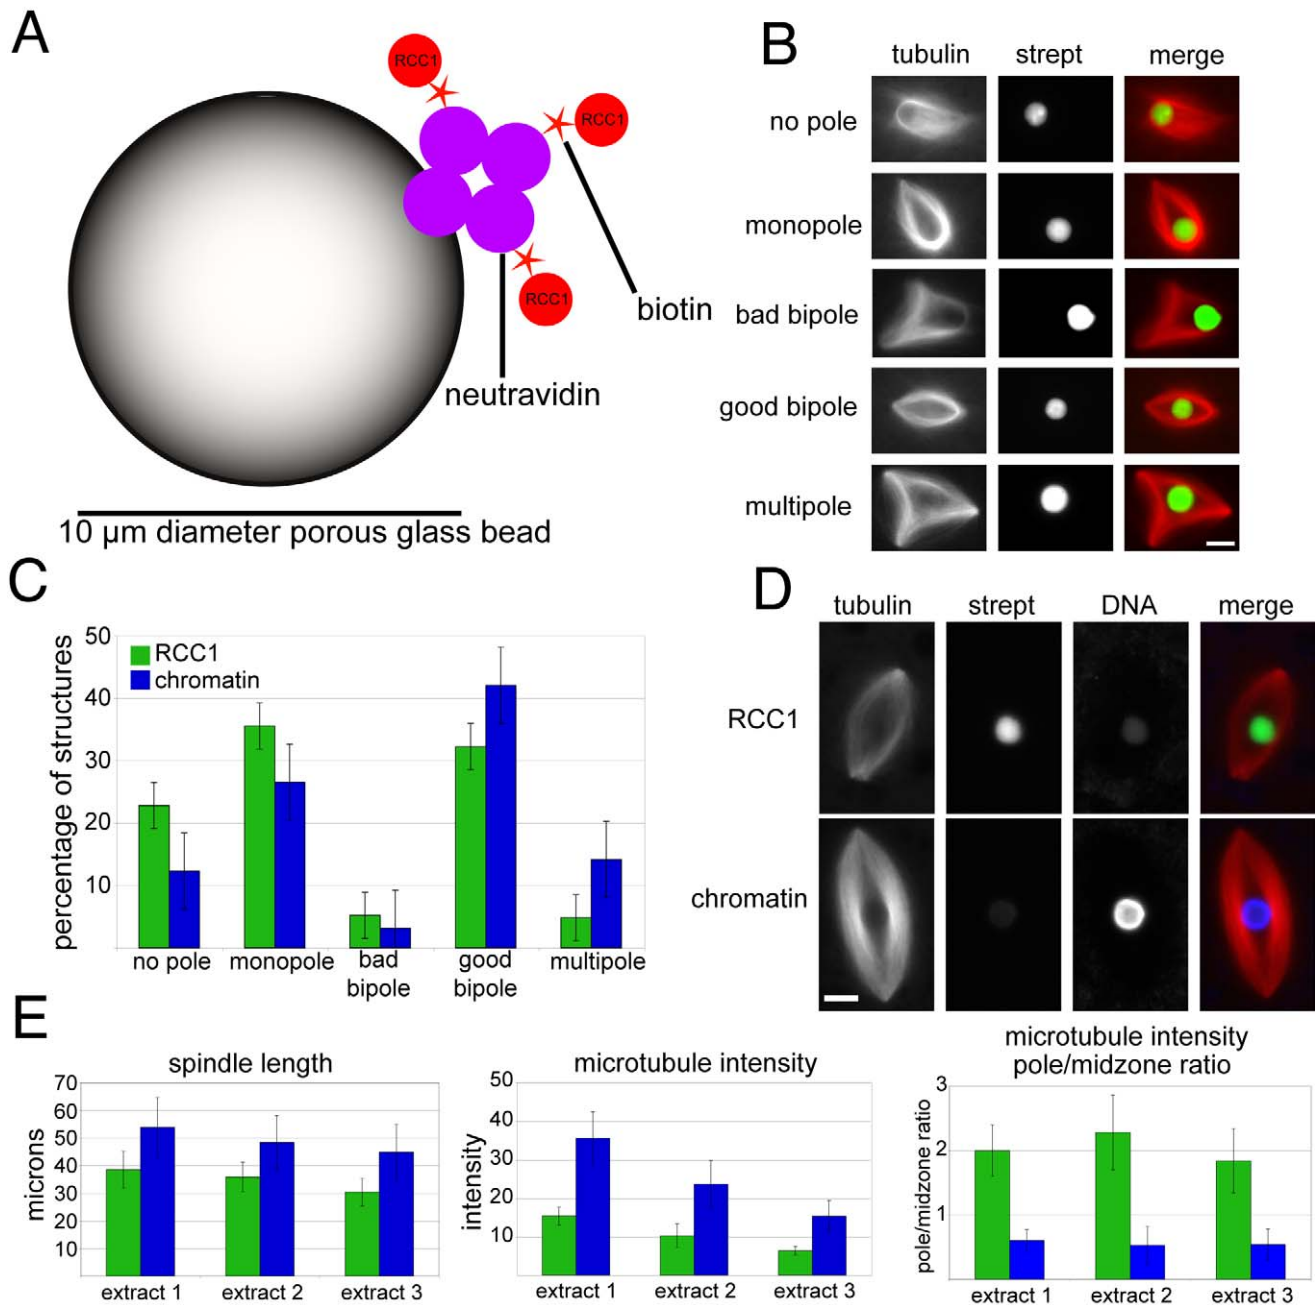 A
RCC1
RCC1
RCC1
biotin
neutravidin
10 µm diameter porous glass bead
B
tubulin strept merge
no pole
monopole
bad bipole
good bipole
multipole
C
percentage of structures
50
40
30
20
10
RCC1
chromatin
no pole monopole bad bipole good bipole multipole
D
tubulin strept DNA merge
RCC1
chromatin
E
spindle length
microns
70
60
50
40
30
20
10
extract 1 extract 2 extract 3
microtubule intensity
intensity
50
40
30
20
10
extract 1 extract 2 extract 3
microtubule intensity
pole/midzone ratio
pole/midzone ratio
3
2
1
extract 1 extract 2 extract 3